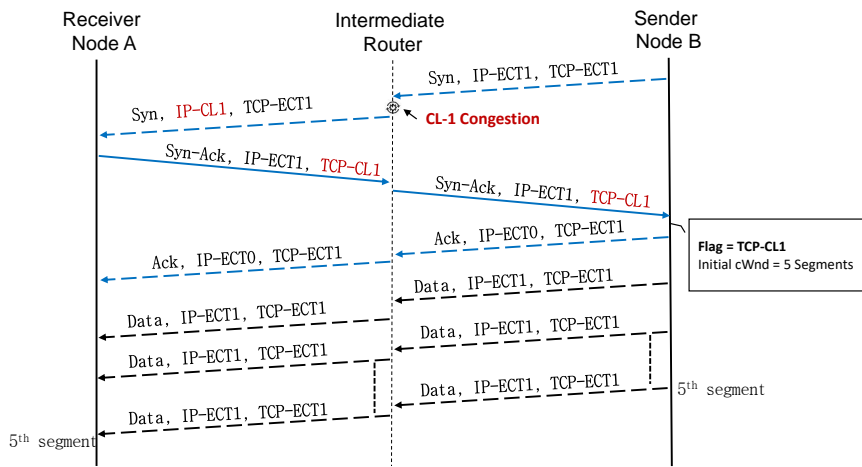 Receiver
Node A
Intermediate
Router
Sender
Node B
Syn, IP-ECT1, TCP-ECT1
Syn, IP-CL1, TCP-ECT1
CL-1 Congestion
Syn-Ack, IP-ECT1, TCP-CL1
Syn-Ack, IP-ECT1, TCP-CL1
Flag = TCP-CL1
Initial cWnd = 5 Segments
Ack, IP-ECT0, TCP-ECT1
Ack, IP-ECT0, TCP-ECT1
Data, IP-ECT1, TCP-ECT1
Data, IP-ECT1, TCP-ECT1
Data, IP-ECT1, TCP-ECT1
Data, IP-ECT1, TCP-ECT1
Data, IP-ECT1, TCP-ECT1
5th segment
Data, IP-ECT1, TCP-ECT1
5th segment